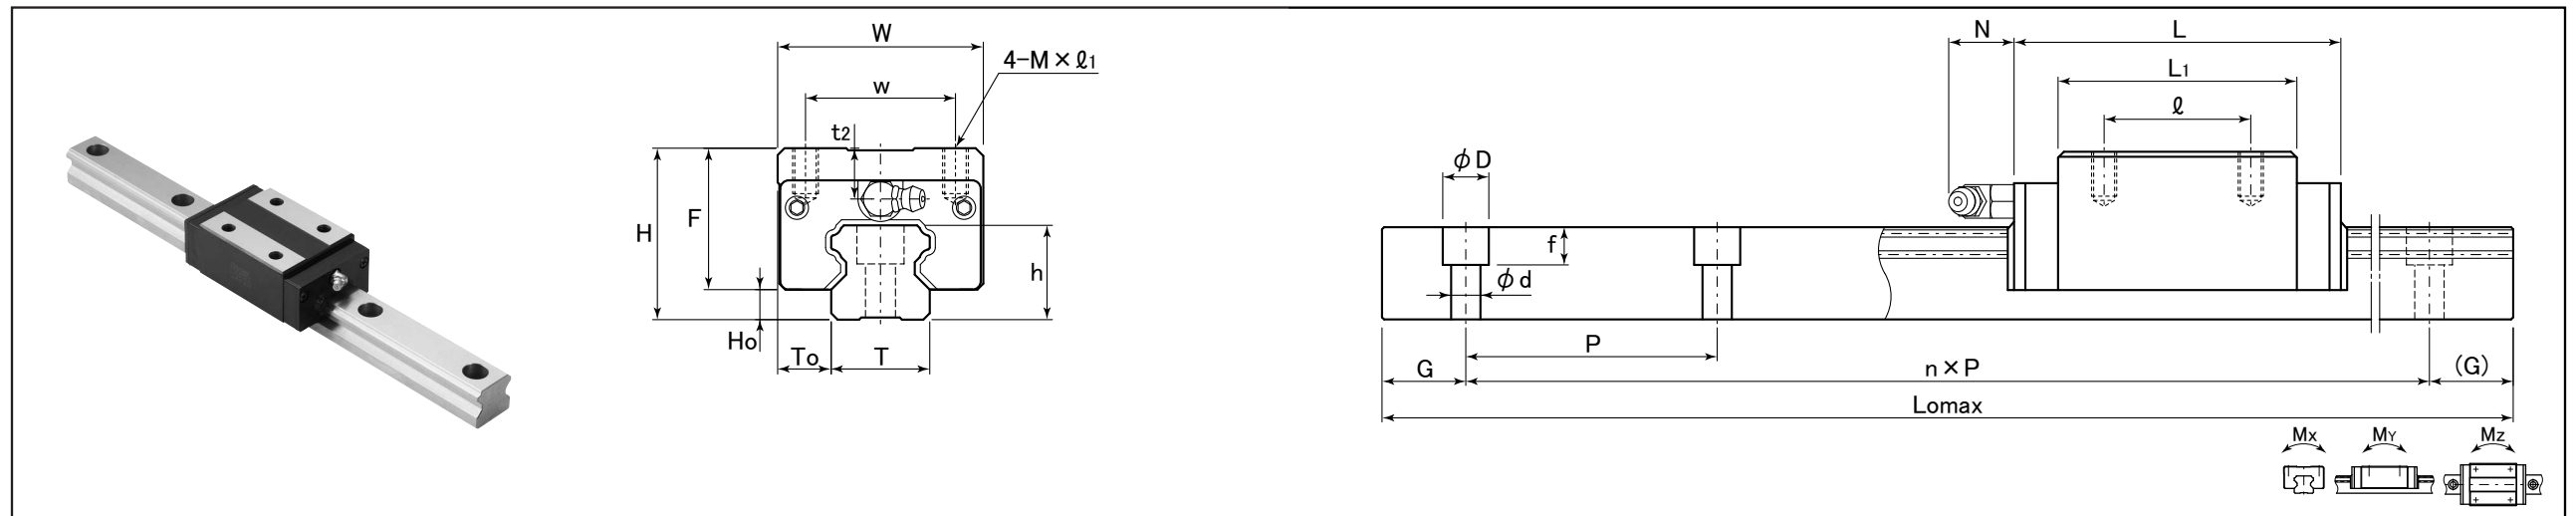 W
4-M×ℓ1
w
t2
H
F
h
Ho
To
T
N
L
L1
ℓ
φD
f
φd
P
G
n×P
(G)
Lomax
MX
MY
MZ